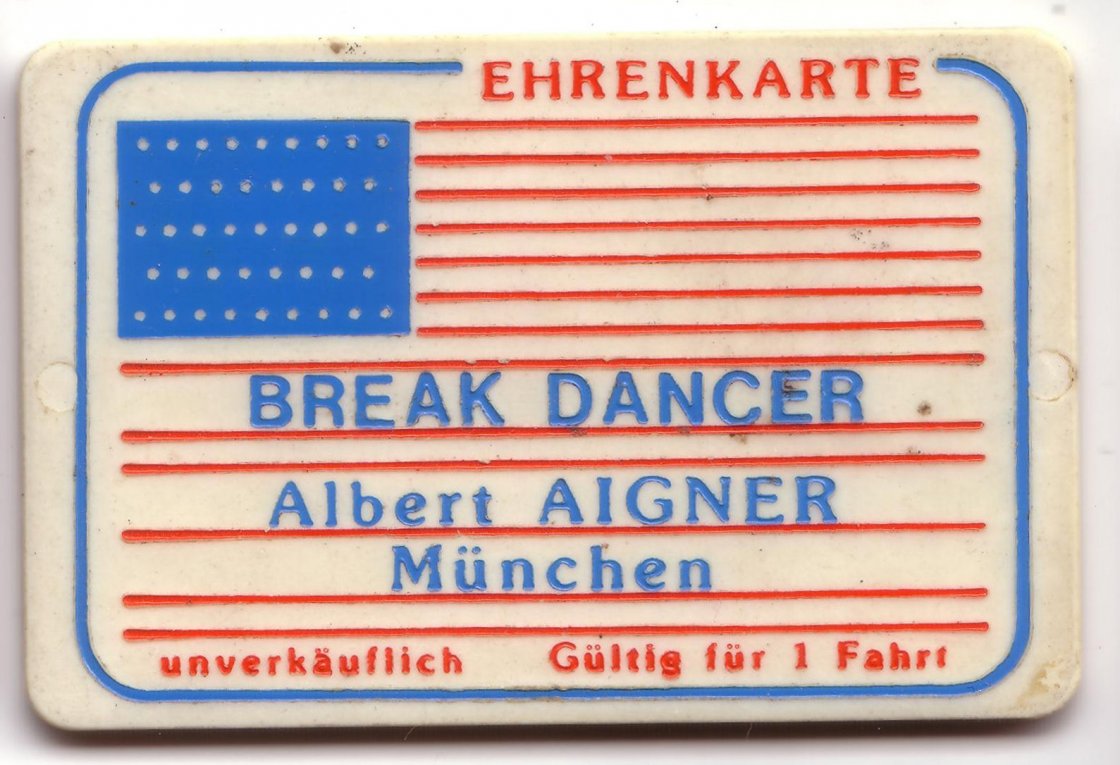 EHRENKARTE
BREAK DANCER
Albert AIGNER
München
unverkäuflich Gültig für 1 Fahrt